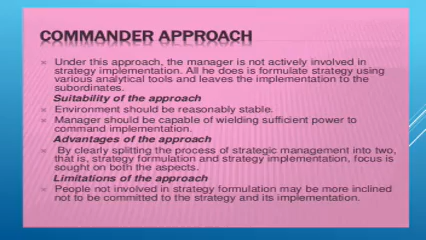 COMMANDER APPROACH
Under this approach, the manager is not actively involved in
strategy implementation. All he does is formulate strategy using
various analytical tools and leaves the implementation to the
subordinates.
Suitability of the approach
Environment should be reasonably stable.
Manager should be capable of wielding sufficient power to
command implementation.
Advantages of the approach
By clearly splitting the process of strategic management into two,
that is, strategy formulation and strategy implementation, focus is
sought on both the aspects.
Limitations of the approach
People not involved in strategy formulation may be more inclined
not to be committed to the strategy and its implementation.